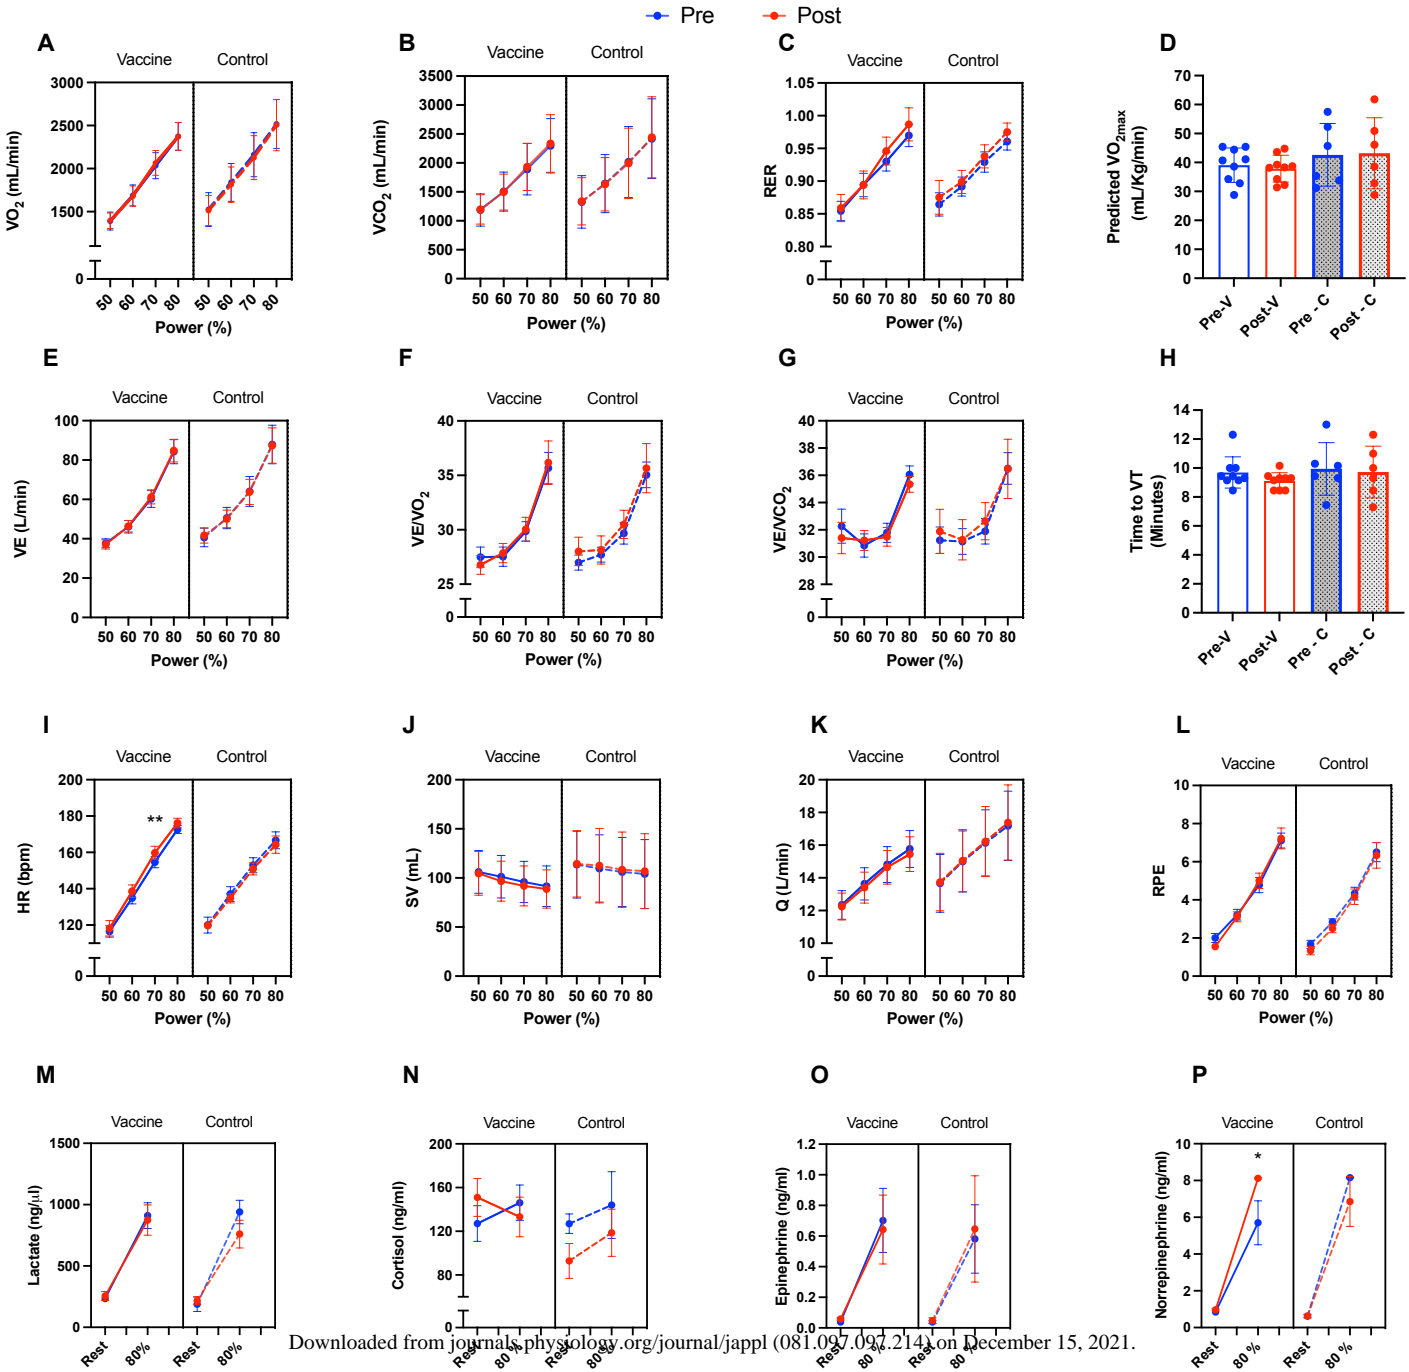 Pre Post
A B C D
Vaccine Control
VO2 (mL/min)
3000
2500
2000
1500
0
50 60 70 80 50 60 70 80
Power (%)
Vaccine Control
VCO2 (mL/min)
3500
3000
2500
2000
1500
1000
500
0
50 60 70 80 50 60 70 80
Power (%)
Vaccine Control
RER
1.05
1.00
0.95
0.90
0.85
0.80
0
50 60 70 80 50 60 70 80
Power (%)
Predicted VO2max
(mL/Kg/min)
70
60
50
40
30
20
10
0
Pre-V Post-V Pre - C Post - C
E F G H
Vaccine Control
VE (L/min)
100
80
60
40
20
0
50 60 70 80 50 60 70 80
Power (%)
Vaccine Control
VE/VO2
40
35
30
25
0
50 60 70 80 50 60 70 80
Power (%)
Vaccine Control
VE/VCO2
40
38
36
34
32
30
28
0
50 60 70 80 50 60 70 80
Power (%)
Time to VT
(Minutes)
14
12
10
8
6
4
2
0
Pre-V Post-V Pre - C Post - C
I J K L
Vaccine Control
HR (bpm)
200
180
160
140
120
0
**
50 60 70 80 50 60 70 80
Power (%)
Vaccine Control
SV (mL)
200
150
100
50
0
50 60 70 80 50 60 70 80
Power (%)
Vaccine Control
Q (L/min)
20
18
16
14
12
10
0
50 60 70 80 50 60 70 80
Power (%)
Vaccine Control
RPE
10
8
6
4
2
0
50 60 70 80 50 60 70 80
Power (%)
M N O P
Vaccine Control
Lactate (ng/µl)
1500
1000
500
0
Rest 80% Rest 80%
Vaccine Control
Cortisol (ng/ml)
200
160
120
80
0
Rest 80 % Rest 80%
Vaccine Control
Epinephrine (ng/ml)
1.2
1.0
0.8
0.6
0.4
0.2
0.0
Rest 80 % Rest 80 %
Vaccine Control
Norrepinephrine (ng/ml)
10
8
6
4
2
0
*
Rest 80 % Rest 80 %
Downloaded from journals.physiology.org/journal/jappl (081.097.097.214) on December 15, 2021.